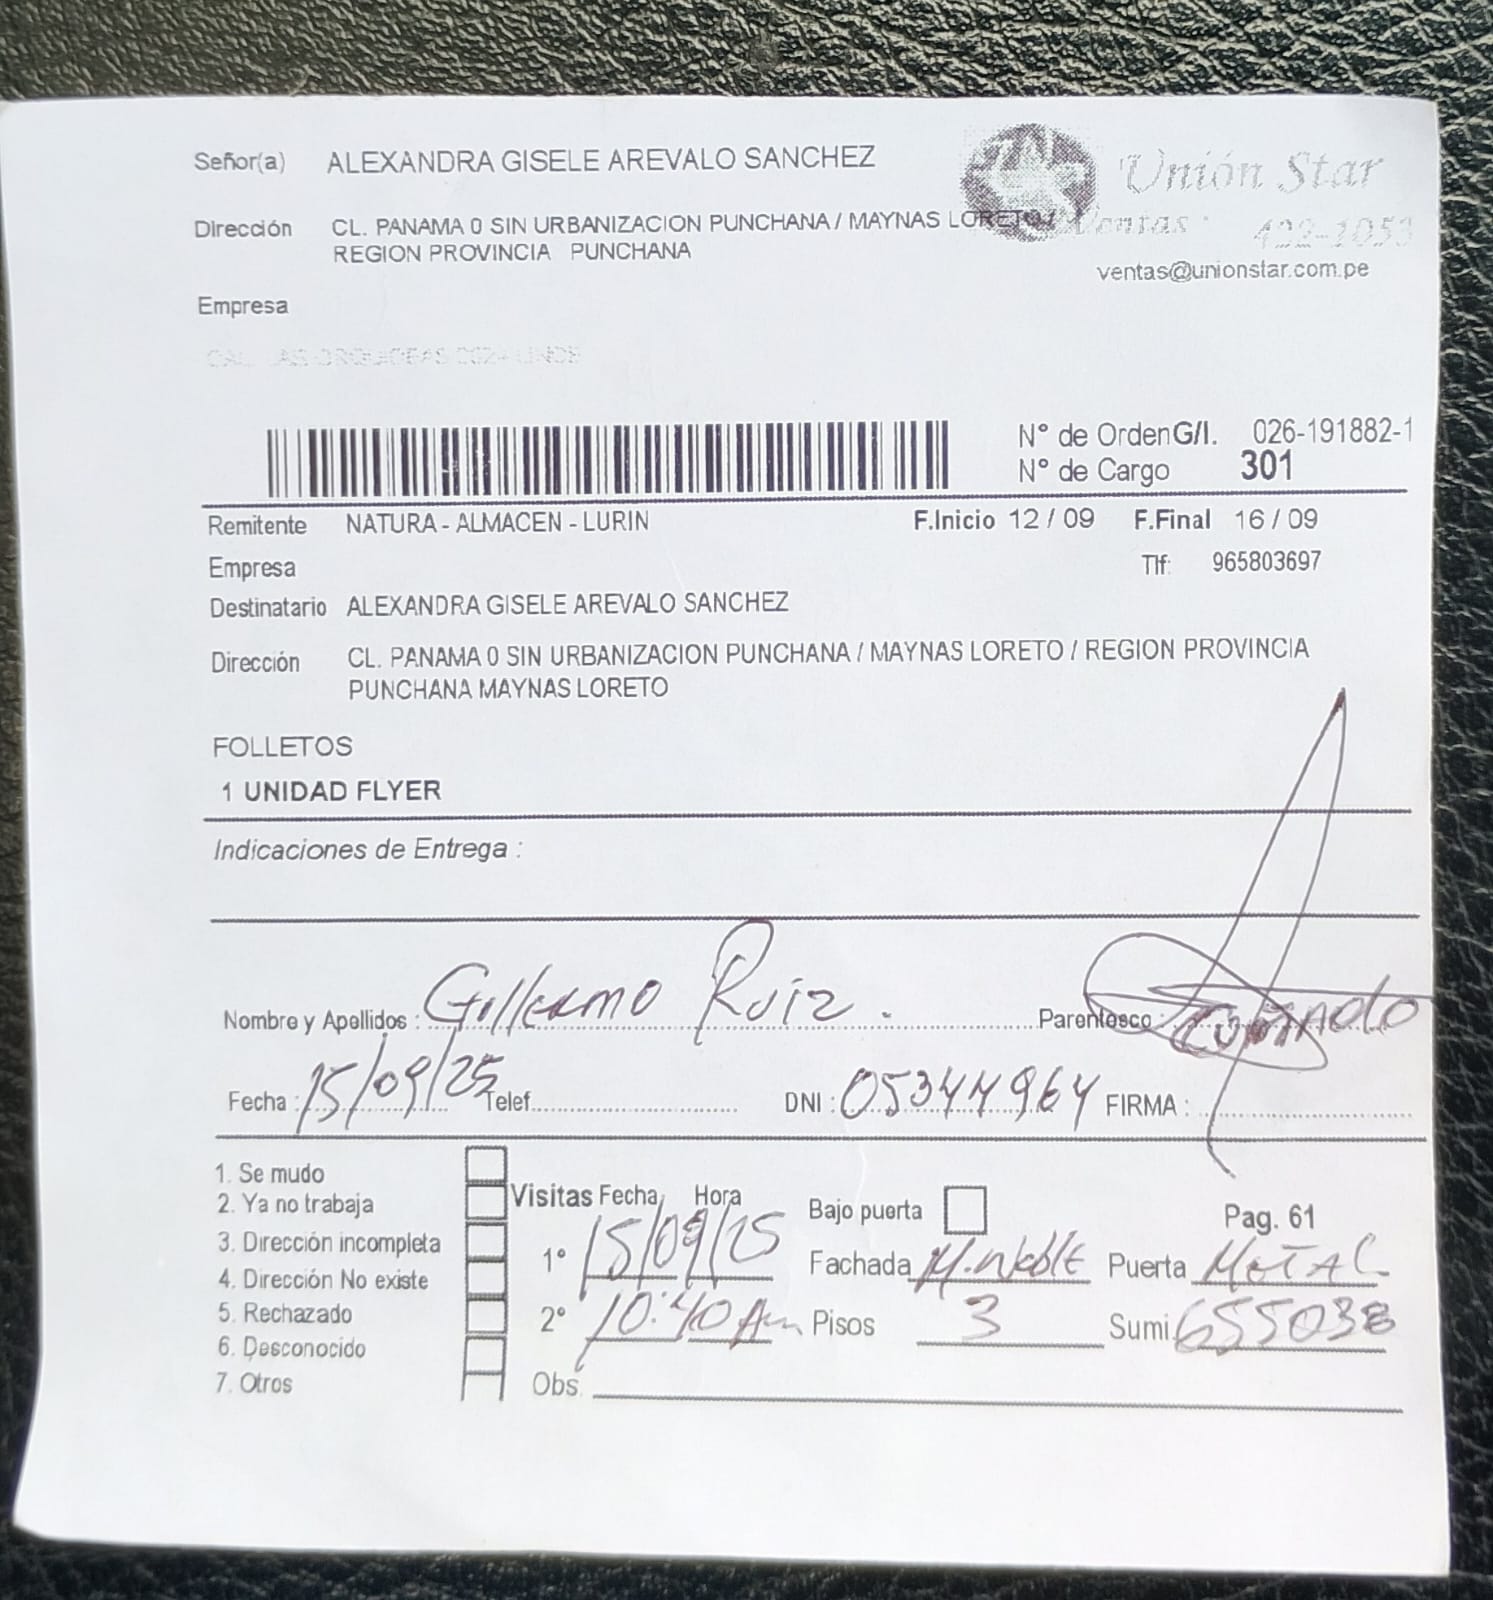 Señor(a) ALEXANDRA GISELE AREVALO SANCHEZ
Unión Star
Dirección CL. PANAMA 0 SIN URBANIZACION PUNCHANA / MAYNAS LORETO /
REGION PROVINCIA PUNCHANA
Ventas: 422-1053
ventas@unionstar.com.pe
Empresa
N° de Orden G/I. 026-191882-1
N° de Cargo 301
Remitente NATURA - ALMACEN - LURIN F.Inicio 12 / 09 F.Final 16 / 09
Empresa Tlf: 965803697
Destinatario ALEXANDRA GISELE AREVALO SANCHEZ
Dirección CL. PANAMA 0 SIN URBANIZACION PUNCHANA / MAYNAS LORETO / REGION PROVINCIA
PUNCHANA MAYNAS LORETO
FOLLETOS
1 UNIDAD FLYER
Indicaciones de Entrega :
Nombre y Apellidos : Gillermo Ruiz. Parentesco :
Fecha : 15/09/25 Telef. DNI : 05344964 FIRMA :
1. Se mudo
2. Ya no trabaja
3. Dirección incompleta
4. Dirección No existe
5. Rechazado
6. Desconocido
7. Otros
Visitas Fecha Hora
1° 15/09/25
2° 10:40 Am
Obs.
Bajo puerta Pag. 61
Fachada M. Noble Puerta Metal
Pisos 3 Sumi 655038